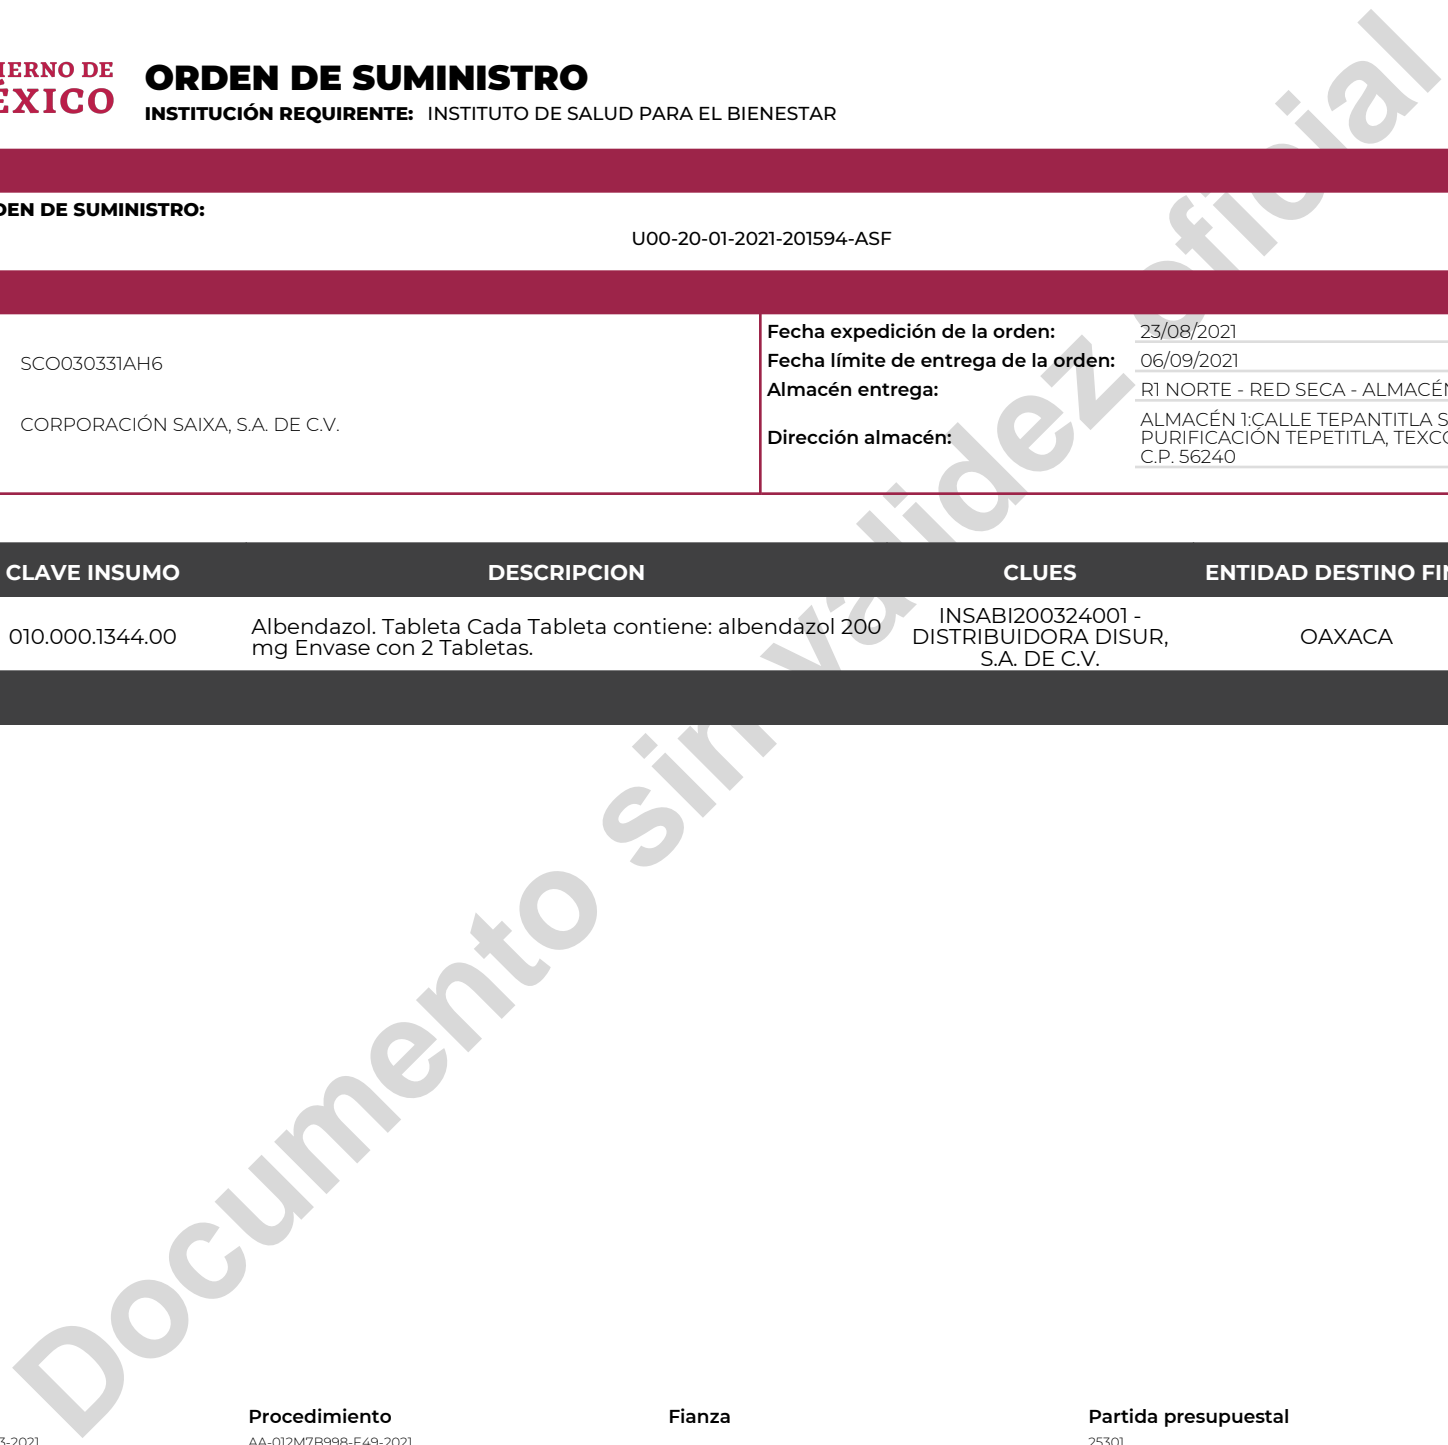 IERNO DE
ÉXICO
ORDEN DE SUMINISTRO
INSTITUCIÓN REQUIRENTE: INSTITUTO DE SALUD PARA EL BIENESTAR
DEN DE SUMINISTRO:
U00-20-01-2021-201594-ASF
SCO030331AH6
CORPORACIÓN SAIXA, S.A. DE C.V.
Fecha expedición de la orden: 23/08/2021
Fecha límite de entrega de la orden: 06/09/2021
Almacén entrega: R1 NORTE - RED SECA - ALMACÉN
Dirección almacén: ALMACÉN 1:CALLE TEPANTITLA S
PURIFICACIÓN TEPETITLA, TEXCO
C.P. 56240
CLAVE INSUMO DESCRIPCION CLUES ENTIDAD DESTINO FIN
010.000.1344.00
Albendazol. Tableta Cada Tableta contiene: albendazol 200
mg Envase con 2 Tabletas.
INSABI200324001 -
DISTRIBUIDORA DISUR,
S.A. DE C.V.
OAXACA
Documento sin validez oficial
Procedimiento Fianza Partida presupuestal
3-2021 AA-012M7B998-E49-2021 25301